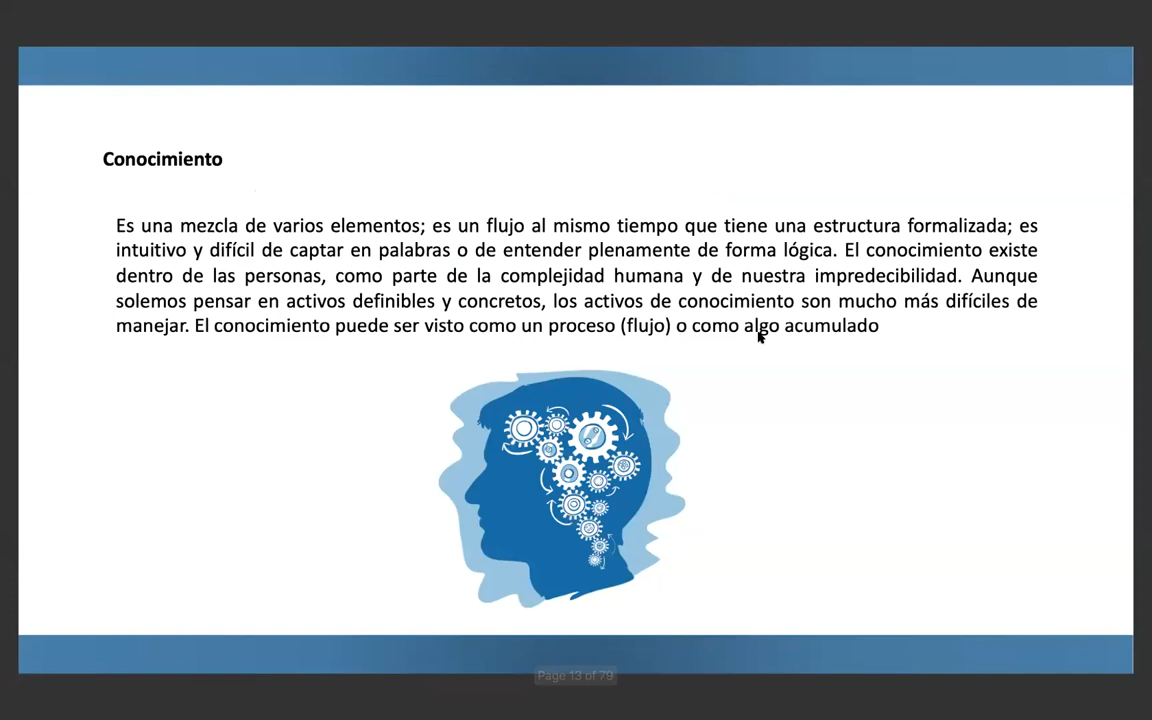 Conocimiento
Es una mezcla de varios elementos; es un flujo al mismo tiempo que tiene una estructura formalizada; es
intuitivo y difícil de captar en palabras o de entender plenamente de forma lógica. El conocimiento existe
dentro de las personas, como parte de la complejidad humana y de nuestra impredecibilidad. Aunque
solemos pensar en activos definibles y concretos, los activos de conocimiento son mucho más difíciles de
manejar. El conocimiento puede ser visto como un proceso (flujo) o como algo acumulado
Page 13 of 79